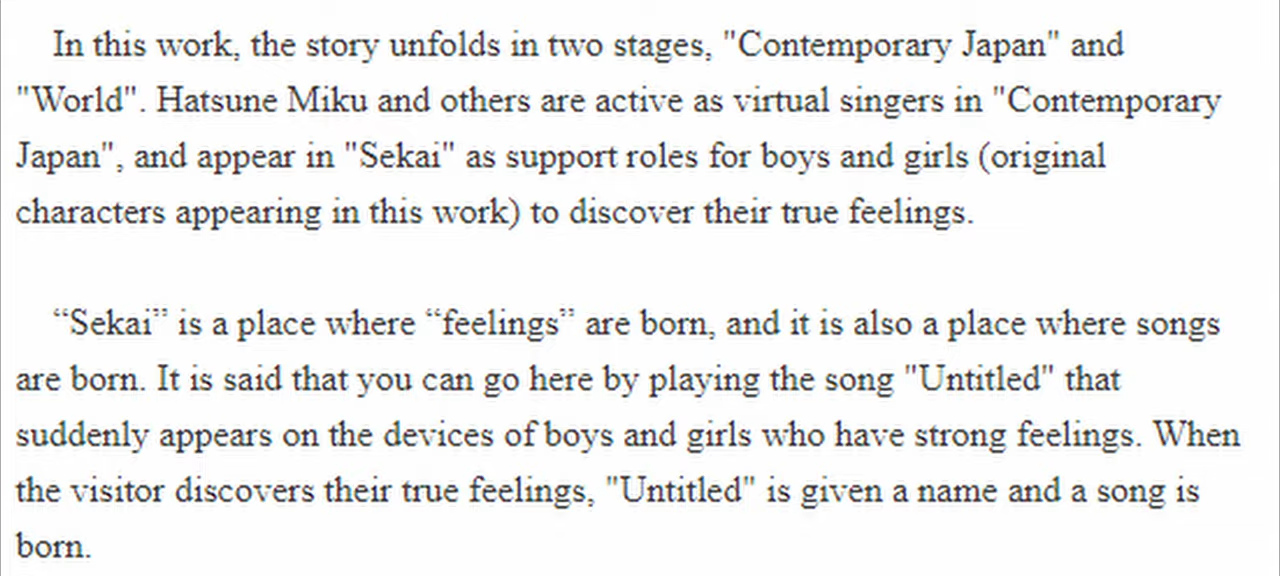 In this work, the story unfolds in two stages, "Contemporary Japan" and
"World". Hatsune Miku and others are active as virtual singers in "Contemporary
Japan", and appear in "Sekai" as support roles for boys and girls (original
characters appearing in this work) to discover their true feelings.
“Sekai” is a place where “feelings” are born, and it is also a place where songs
are born. It is said that you can go here by playing the song "Untitled" that
suddenly appears on the devices of boys and girls who have strong feelings. When
the visitor discovers their true feelings, "Untitled" is given a name and a song is
born.